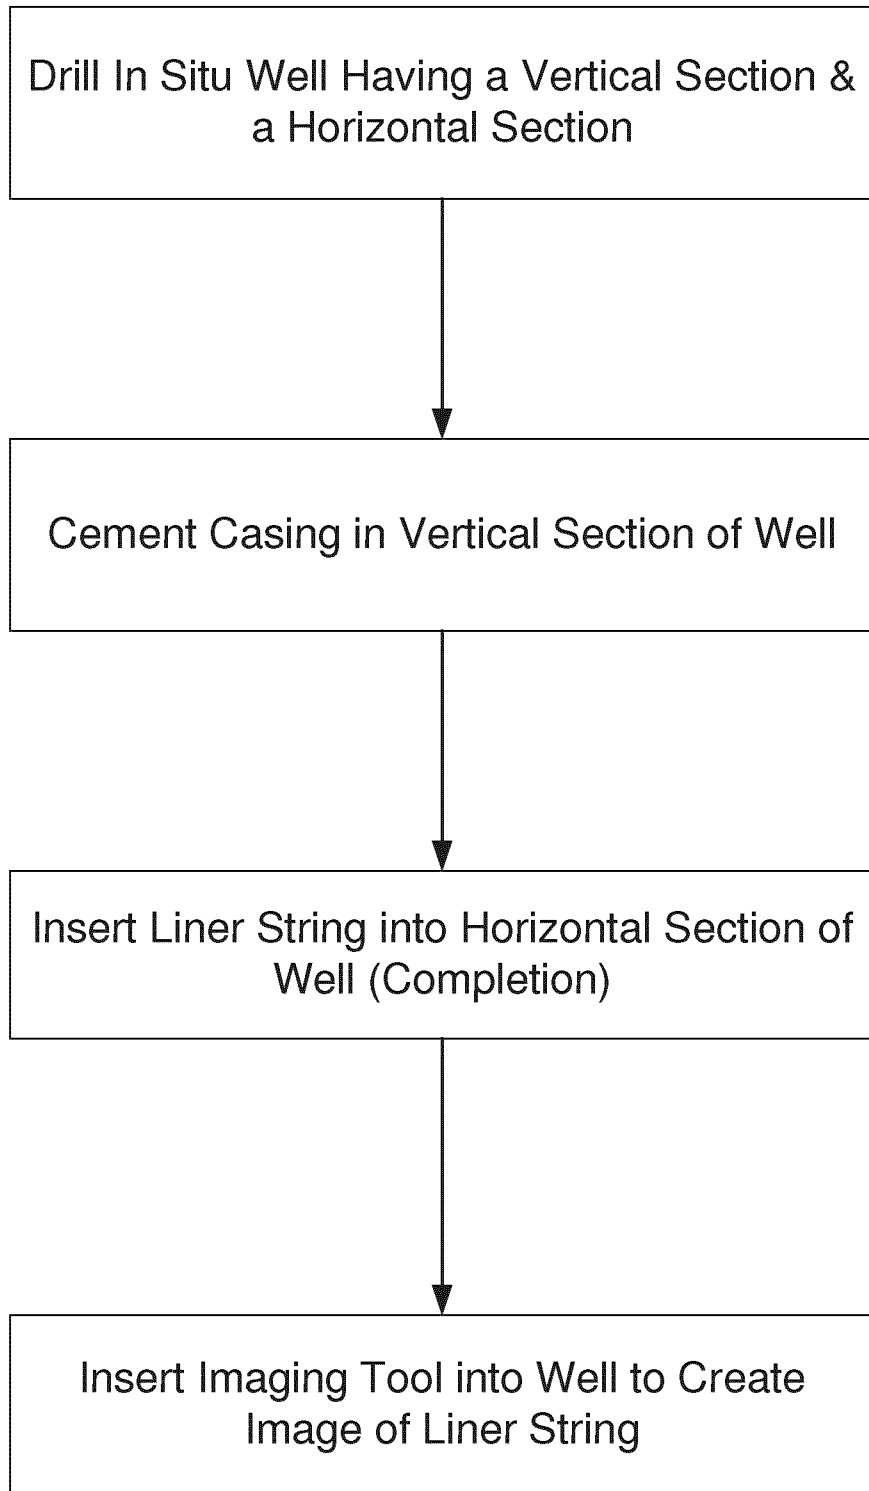 Drill In Situ Well Having a Vertical Section &
a Horizontal Section
Cement Casing in Vertical Section of Well
Insert Liner String into Horizontal Section of
Well (Completion)
Insert Imaging Tool into Well to Create
Image of Liner String